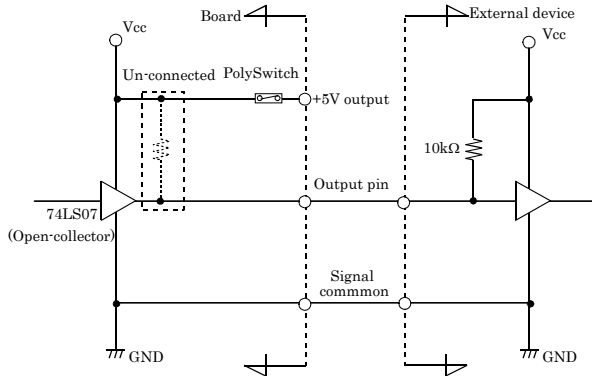 Board
External device
Vcc
Vcc
Un-connected
PolySwitch
+5V output
10kΩ
Output pin
74LS07
(Open-collector)
Signal
commmon
GND
GND